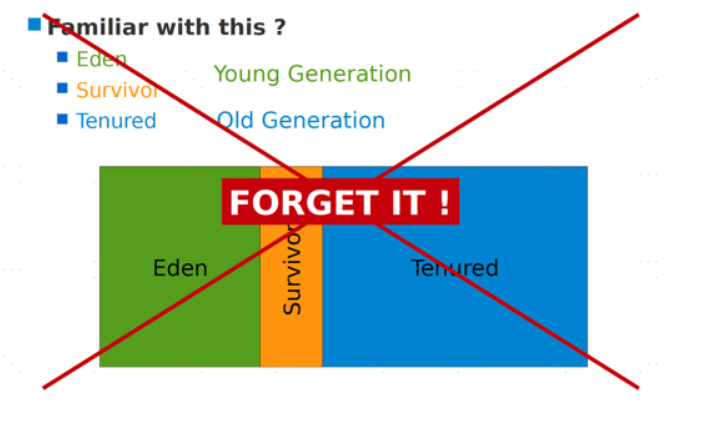 Familiar with this ?
Eden
Survivor
Tenured
Young Generation
Old Generation
FORGET IT !
Eden
Survivor
Tenured